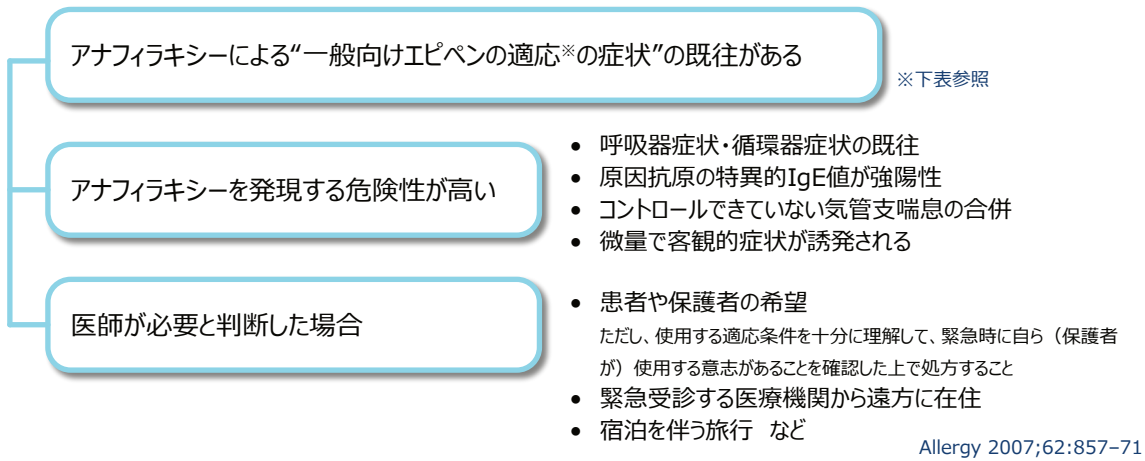 アナフィラキシーによる“一般向けエピペンの適応※の症状”の既往がある
※下表参照
アナフィラキシーを発現する危険性が高い
• 呼吸器症状・循環器症状の既往
• 原因抗原の特異的IgE値が強陽性
• コントロールできていない気管支喘息の合併
• 微量で客観的症状が誘発される
医師が必要と判断した場合
• 患者や保護者の希望
ただし、使用する適応条件を十分に理解して、緊急時に自ら（保護者
が）使用する意志があることを確認した上で処方すること
• 緊急受診する医療機関から遠方に在住
• 宿泊を伴う旅行 など
Allergy 2007;62:857–71